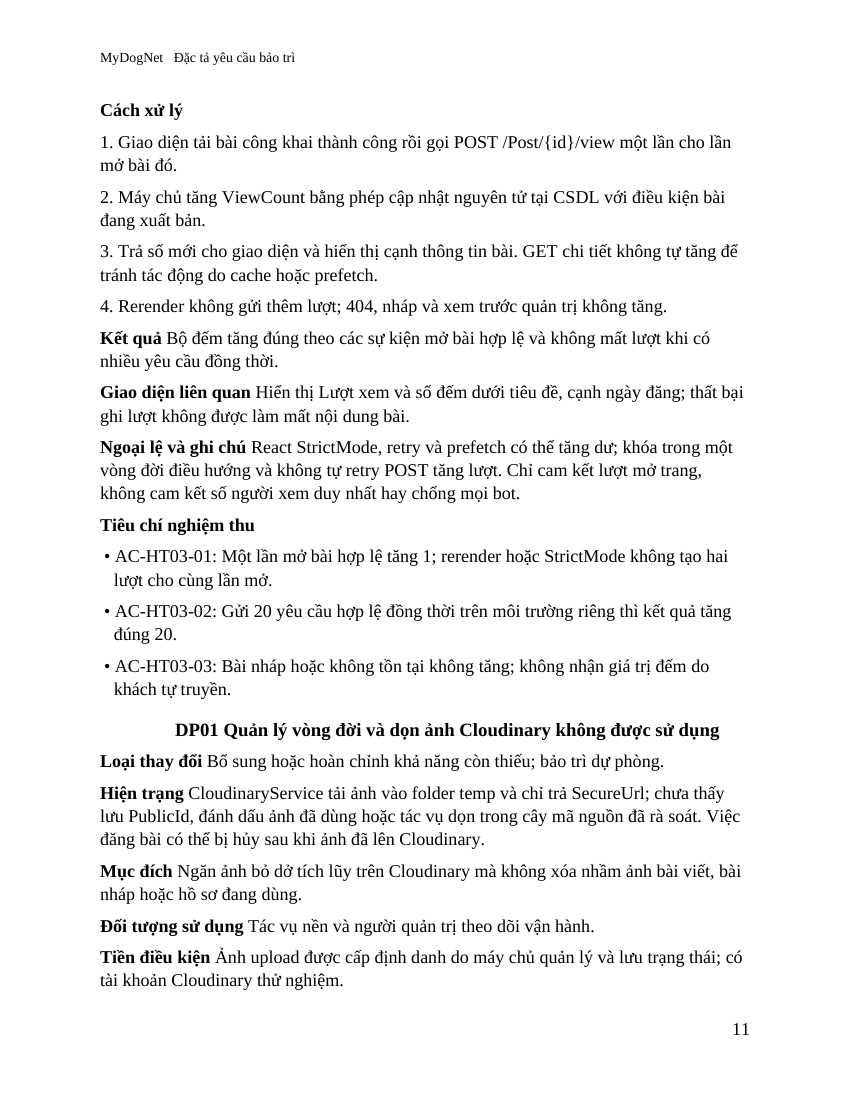 MyDogNet Đặc tả yêu cầu bảo trì
Cách xử lý
1. Giao diện tải bài công khai thành công rồi gọi POST /Post/{id}/view một lần cho lần
mở bài đó.
2. Máy chủ tăng ViewCount bằng phép cập nhật nguyên tử tại CSDL với điều kiện bài
đang xuất bản.
3. Trả số mới cho giao diện và hiển thị cạnh thông tin bài. GET chi tiết không tự tăng để
tránh tác động do cache hoặc prefetch.
4. Rerender không gửi thêm lượt; 404, nháp và xem trước quản trị không tăng.
Kết quả Bộ đếm tăng đúng theo các sự kiện mở bài hợp lệ và không mất lượt khi có
nhiều yêu cầu đồng thời.
Giao diện liên quan Hiển thị Lượt xem và số đếm dưới tiêu đề, cạnh ngày đăng; thất bại
ghi lượt không được làm mất nội dung bài.
Ngoại lệ và ghi chú React StrictMode, retry và prefetch có thể tăng dư; khóa trong một
vòng đời điều hướng và không tự retry POST tăng lượt. Chỉ cam kết lượt mở trang,
không cam kết số người xem duy nhất hay chống mọi bot.
Tiêu chí nghiệm thu
• AC-HT03-01: Một lần mở bài hợp lệ tăng 1; rerender hoặc StrictMode không tạo hai
lượt cho cùng lần mở.
• AC-HT03-02: Gửi 20 yêu cầu hợp lệ đồng thời trên môi trường riêng thì kết quả tăng
đúng 20.
• AC-HT03-03: Bài nháp hoặc không tồn tại không tăng; không nhận giá trị đếm do
khách tự truyền.
DP01 Quản lý vòng đời và dọn ảnh Cloudinary không được sử dụng
Loại thay đổi Bổ sung hoặc hoàn chỉnh khả năng còn thiếu; bảo trì dự phòng.
Hiện trạng CloudinaryService tải ảnh vào folder temp và chỉ trả SecureUrl; chưa thấy
lưu PublicId, đánh dấu ảnh đã dùng hoặc tác vụ dọn trong cây mã nguồn đã rà soát. Việc
đăng bài có thể bị hủy sau khi ảnh đã lên Cloudinary.
Mục đích Ngăn ảnh bỏ dở tích lũy trên Cloudinary mà không xóa nhầm ảnh bài viết, bài
nháp hoặc hồ sơ đang dùng.
Đối tượng sử dụng Tác vụ nền và người quản trị theo dõi vận hành.
Tiền điều kiện Ảnh upload được cấp định danh do máy chủ quản lý và lưu trạng thái; có
tài khoản Cloudinary thử nghiệm.
11